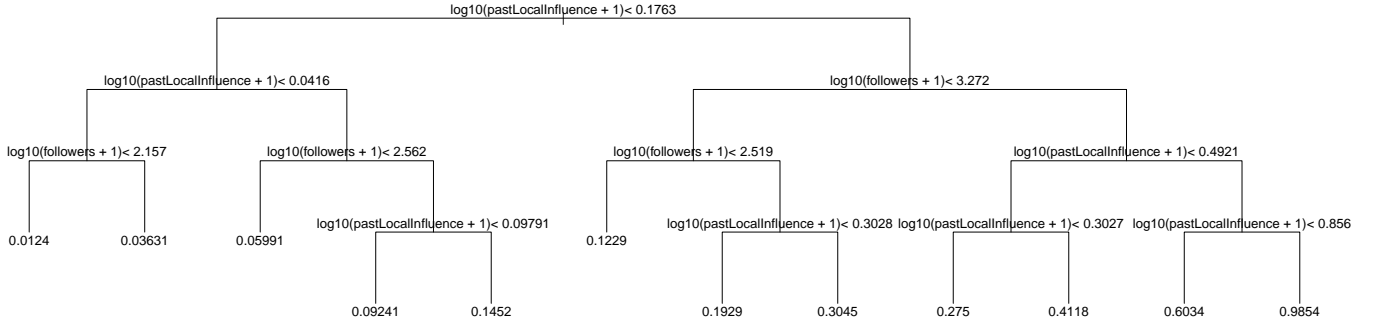 log10(pastLocalInfluence + 1)< 0.1763
log10(pastLocalInfluence + 1)< 0.0416
log10(followers + 1)< 3.272
log10(followers + 1)< 2.157
log10(followers + 1)< 2.562
log10(followers + 1)< 2.519
log10(pastLocalInfluence + 1)< 0.4921
log10(pastLocalInfluence + 1)< 0.09791
log10(pastLocalInfluence + 1)< 0.3028
log10(pastLocalInfluence + 1)< 0.3027
log10(pastLocalInfluence + 1)< 0.856
0.0124
0.03631
0.05991
0.1229
0.09241
0.1452
0.1929
0.3045
0.275
0.4118
0.6034
0.9854